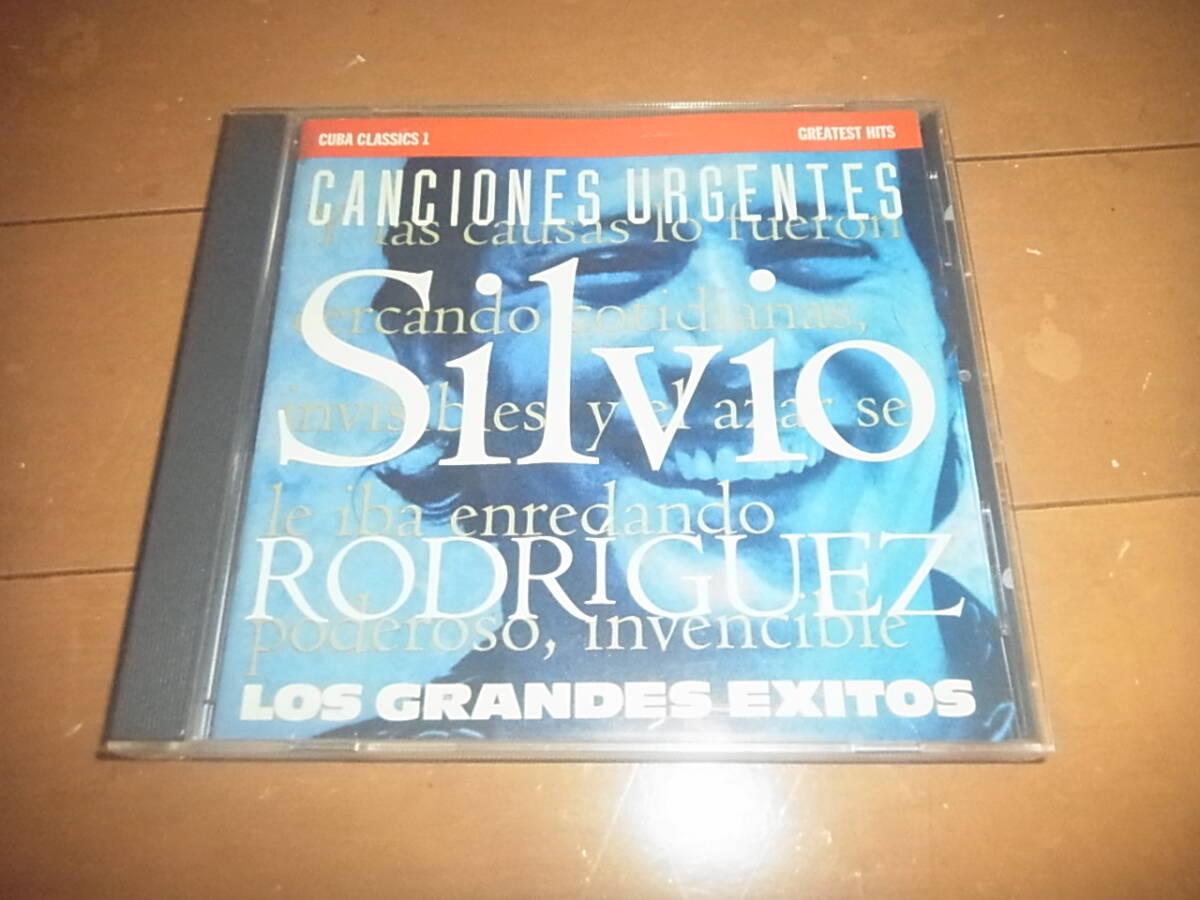 CUBA CLASSICS 1
GREATEST HITS
CANCIONES URGENTES
Y las causas lo fueron
Silvio
cercando cotidianas,
invisibles y el azar se
le iba enredando
RODRÍGUEZ
poderoso, invencible
LOS GRANDES EXITOS